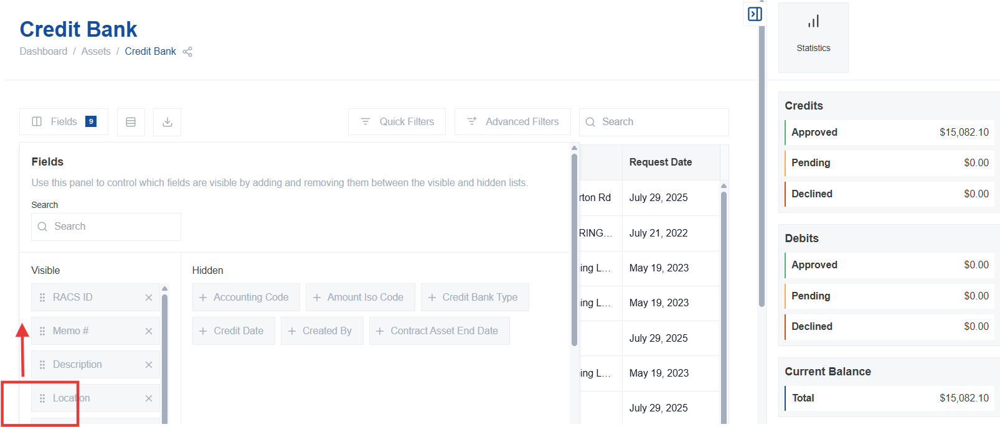 Credit Bank
Dashboard / Assets / Credit Bank
Statistics
Fields 9
Quick Filters
Advanced Filters
Search
Fields
Use this panel to control which fields are visible by adding and removing them between the visible and hidden lists.
Search
Search
Visible
RACS ID
Memo #
Description
Location
Hidden
Accounting Code
Amount Iso Code
Credit Bank Type
Credit Date
Created By
Contract Asset End Date
Request Date
rton Rd July 29, 2025
RING... July 21, 2022
ing L... May 19, 2023
ing L... May 19, 2023
July 29, 2025
ing L... May 19, 2023
July 29, 2025
Credits
Approved $15,082.10
Pending $0.00
Declined $0.00
Debits
Approved $0.00
Pending $0.00
Declined $0.00
Current Balance
Total $15,082.10